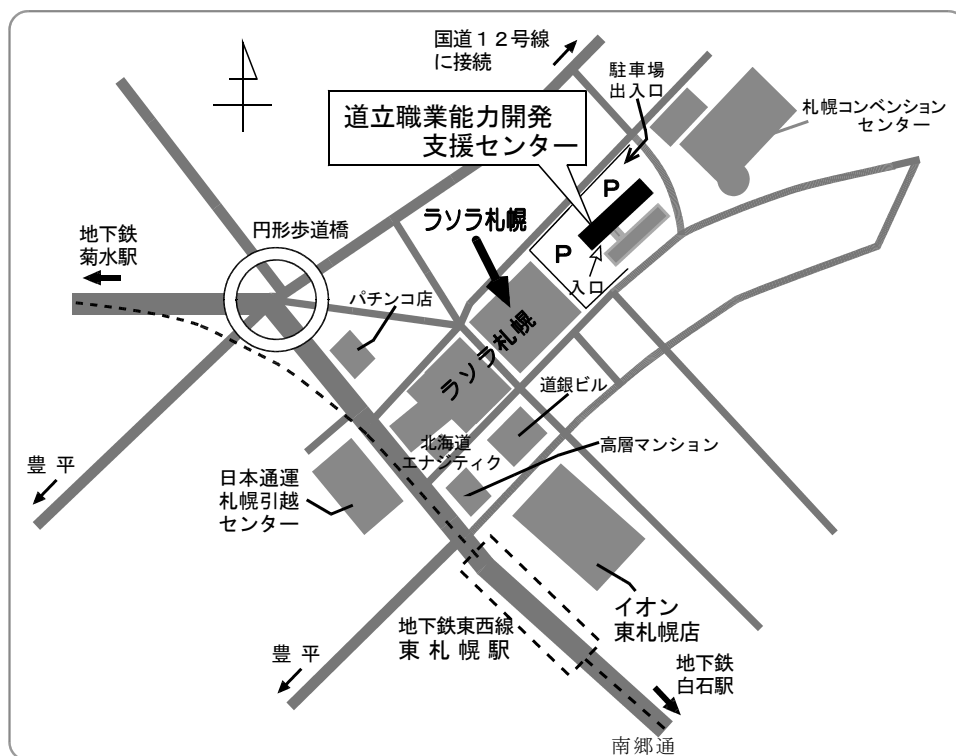 国道１２号線
に接続
駐車場
出入口
札幌コンベンション
センター
道立職業能力開発
支援センター
P
ラソラ札幌
円形歩道橋
地下鉄
菊水駅
P
入口
パチンコ店
ラソラ札幌
道銀ビル
北海道
エナジティク
高層マンション
豊平
日本通運
札幌引越
センター
イオン
東札幌店
地下鉄東西線
東札幌駅
豊平
地下鉄
白石駅
南郷通